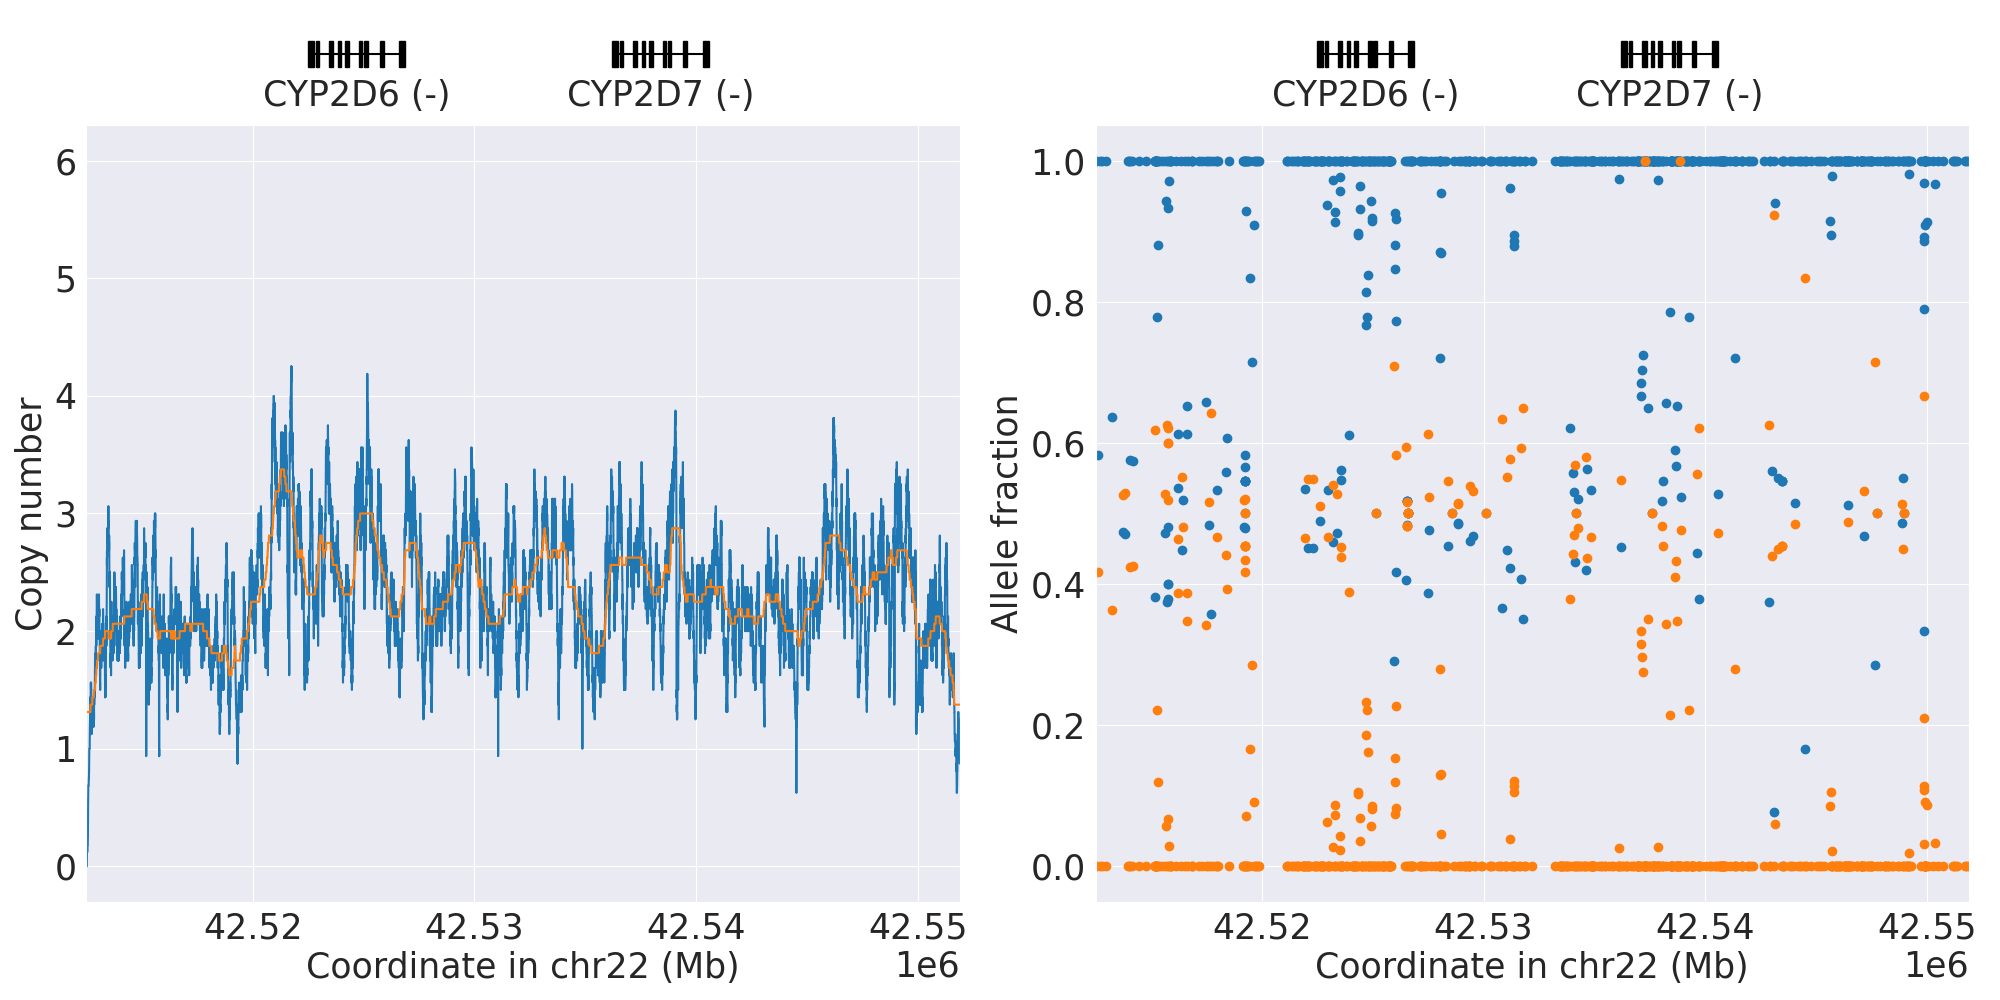 CYP2D6 (-) CYP2D7 (-)
6
5
4
3
2
1
0
Copy number
42.52 42.53 42.54 42.55
Coordinate in chr22 (Mb) 1e6
CYP2D6 (-) CYP2D7 (-)
1.0
0.8
0.6
0.4
0.2
0.0
Allele fraction
42.52 42.53 42.54 42.55
Coordinate in chr22 (Mb) 1e6